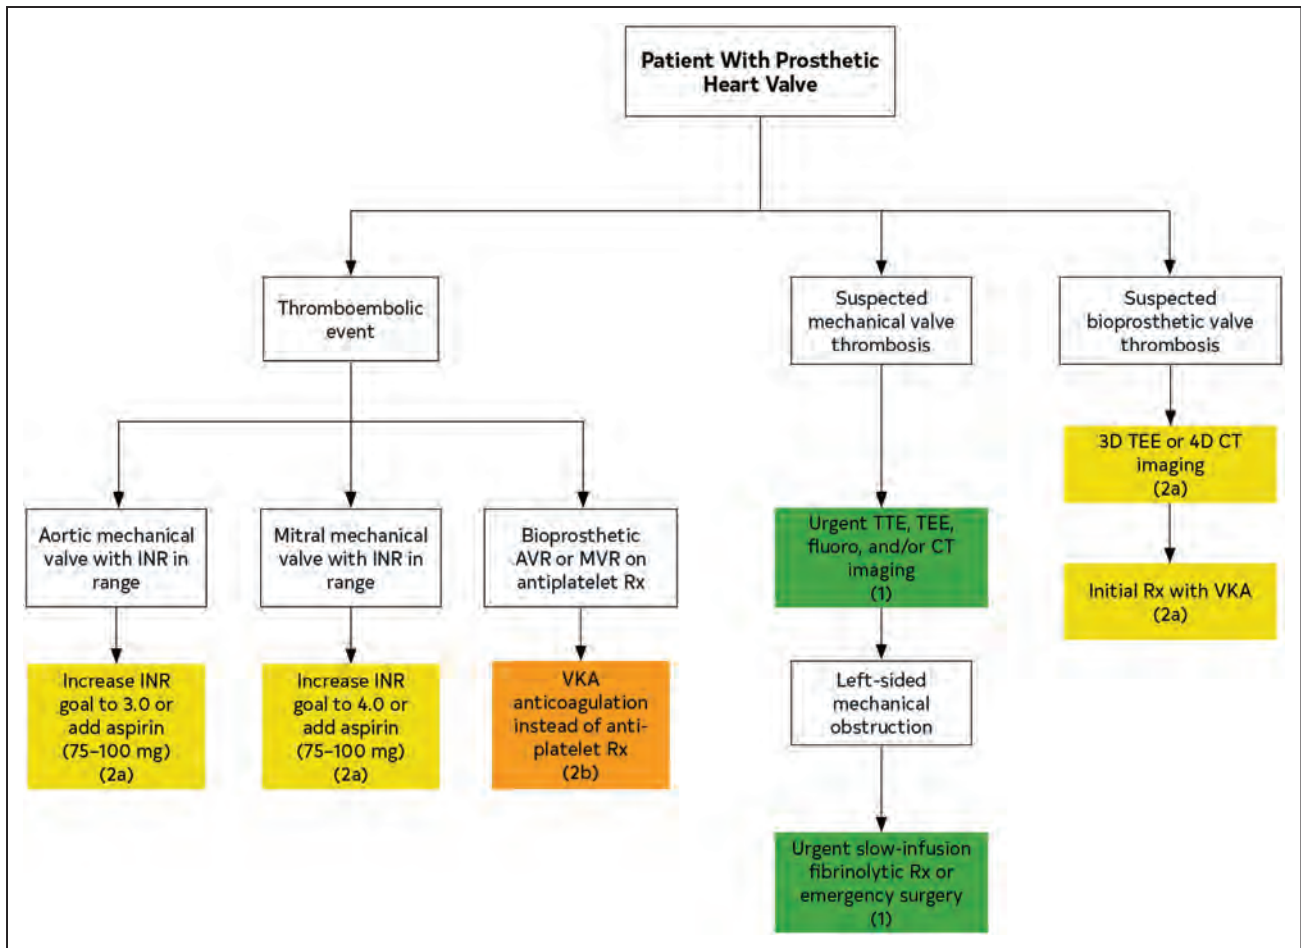 Patient With Prosthetic
Heart Valve
Thromboembolic
event
Suspected
mechanical valve
thrombosis
Suspected
bioprosthetic valve
thrombosis
Aortic mechanical
valve with INR in
range
Mitral mechanical
valve with INR in
range
Bioprosthetic
AVR or MVR on
antiplatelet Rx
Urgent TTE, TEE,
fluoro, and/or CT
imaging
(1)
3D TEE or 4D CT
imaging
(2a)
Initial Rx with VKA
(2a)
Increase INR
goal to 3.0 or
add aspirin
(75–100 mg)
(2a)
Increase INR
goal to 4.0 or
add aspirin
(75–100 mg)
(2a)
VKA
anticoagulation
instead of anti-
platelet Rx
(2b)
Left-sided
mechanical
obstruction
Urgent slow-infusion
fibrinolytic Rx or
emergency surgery
(1)